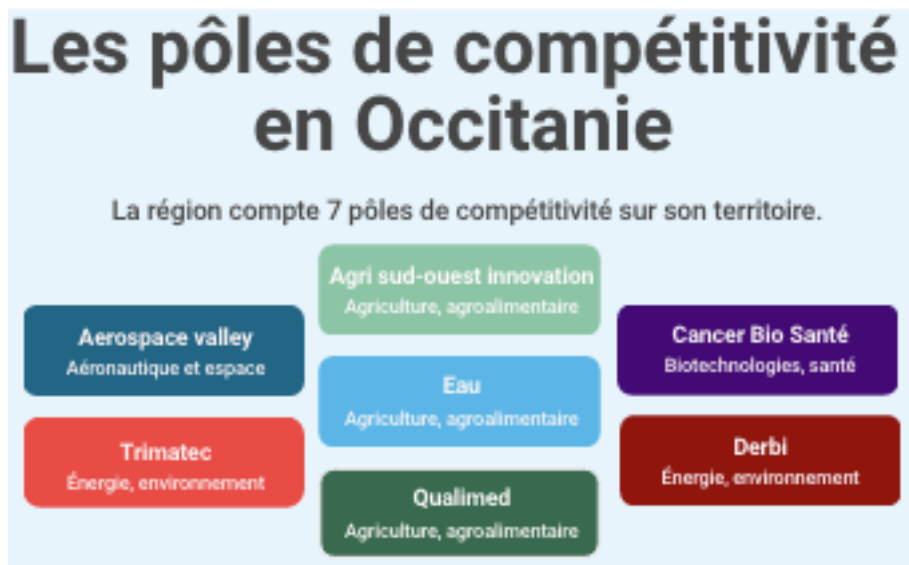 Les pôles de compétitivité
en Occitanie
La région compte 7 pôles de compétitivité sur son territoire.
Agri sud-ouest innovation
Agriculture, agroalimentaire
Aerospace valley
Aéronautique et espace
Cancer Bio Santé
Biotechnologies, santé
Eau
Agriculture, agroalimentaire
Trimatec
Énergie, environnement
Derbi
Énergie, environnement
Qualimed
Agriculture, agroalimentaire